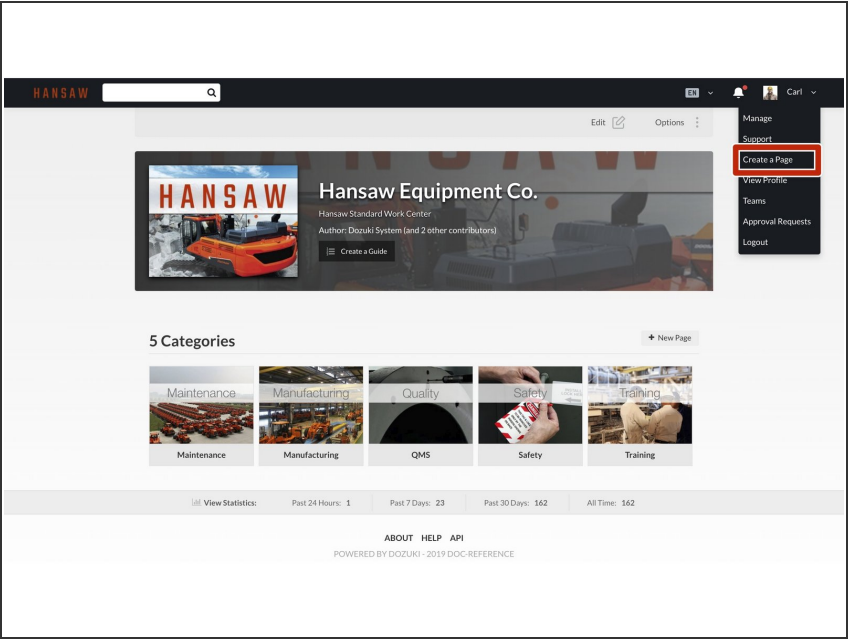 HANSAW
EN
Carl
Edit
Options
Manage
Support
Create a Page
View Profile
Teams
Approval Requests
Logout
HANSAW
Hansaw Equipment Co.
Hansaw Standard Work Center
Author: Dozuki System (and 2 other contributors)
Create a Guide
5 Categories
+ New Page
Maintenance
Manufacturing
Quality
Safety
Training
Maintenance
Manufacturing
QMS
Safety
Training
View Statistics: Past 24 Hours: 1 Past 7 Days: 23 Past 30 Days: 162 All Time: 162
ABOUT HELP API
POWERED BY DOZUKI - 2019 DOC-REFERENCE